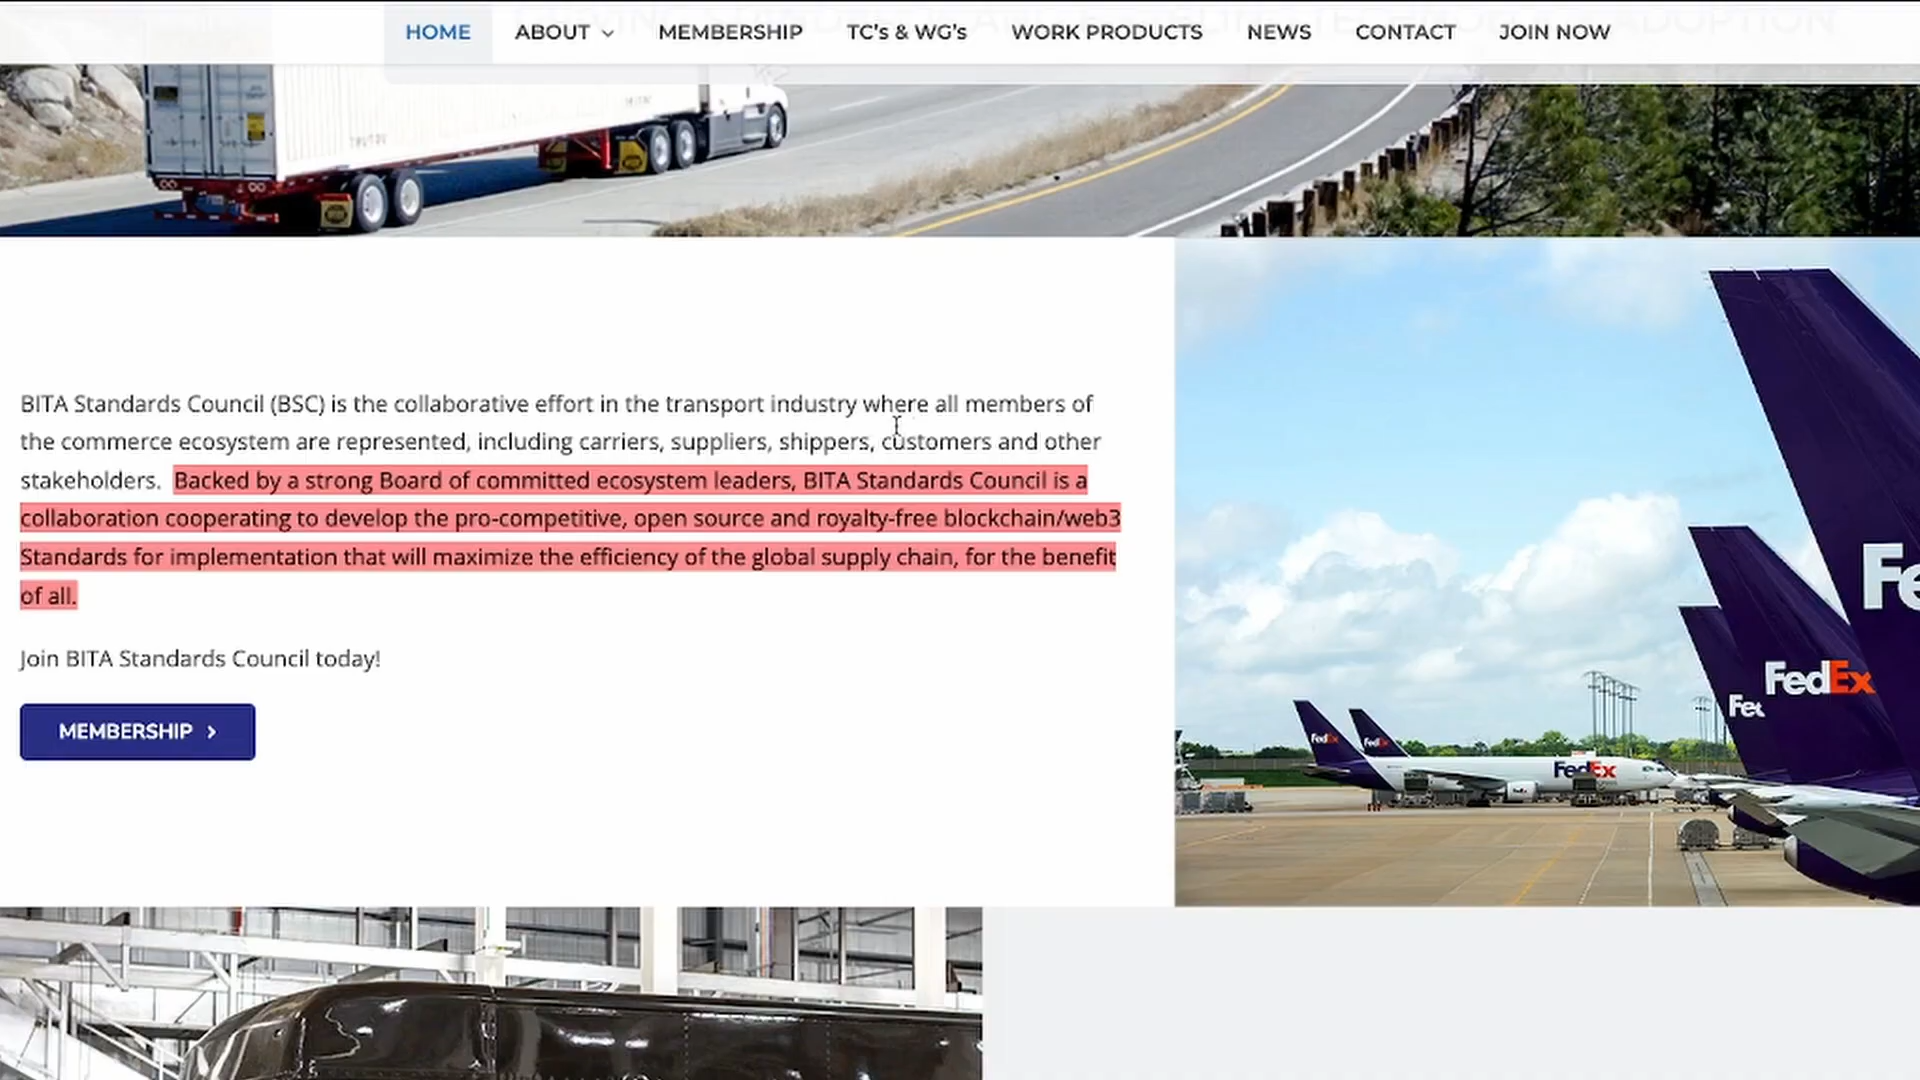 HOME ABOUT MEMBERSHIP TC's & WG's WORK PRODUCTS NEWS CONTACT JOIN NOW
BITA Standards Council (BSC) is the collaborative effort in the transport industry where all members of
the commerce ecosystem are represented, including carriers, suppliers, shippers, customers and other
stakeholders. Backed by a strong Board of committed ecosystem leaders, BITA Standards Council is a
collaboration cooperating to develop the pro-competitive, open source and royalty-free blockchain/web3
Standards for implementation that will maximize the efficiency of the global supply chain, for the benefit
of all.
Join BITA Standards Council today!
MEMBERSHIP
Fe
FedEx
Fe
FedEx
FedEx
FedEx